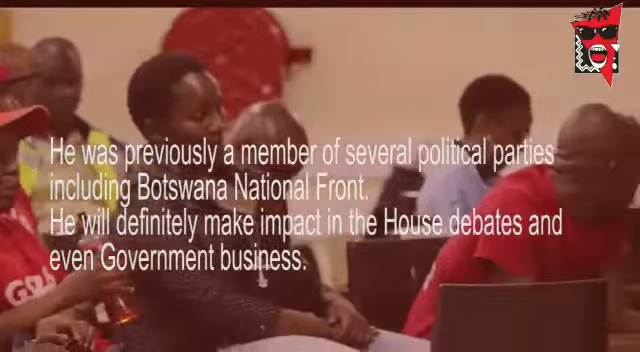 He was previously a member of several political parties
including Botswana National Front.
He will definitely make impact in the House debates and
even Government business.